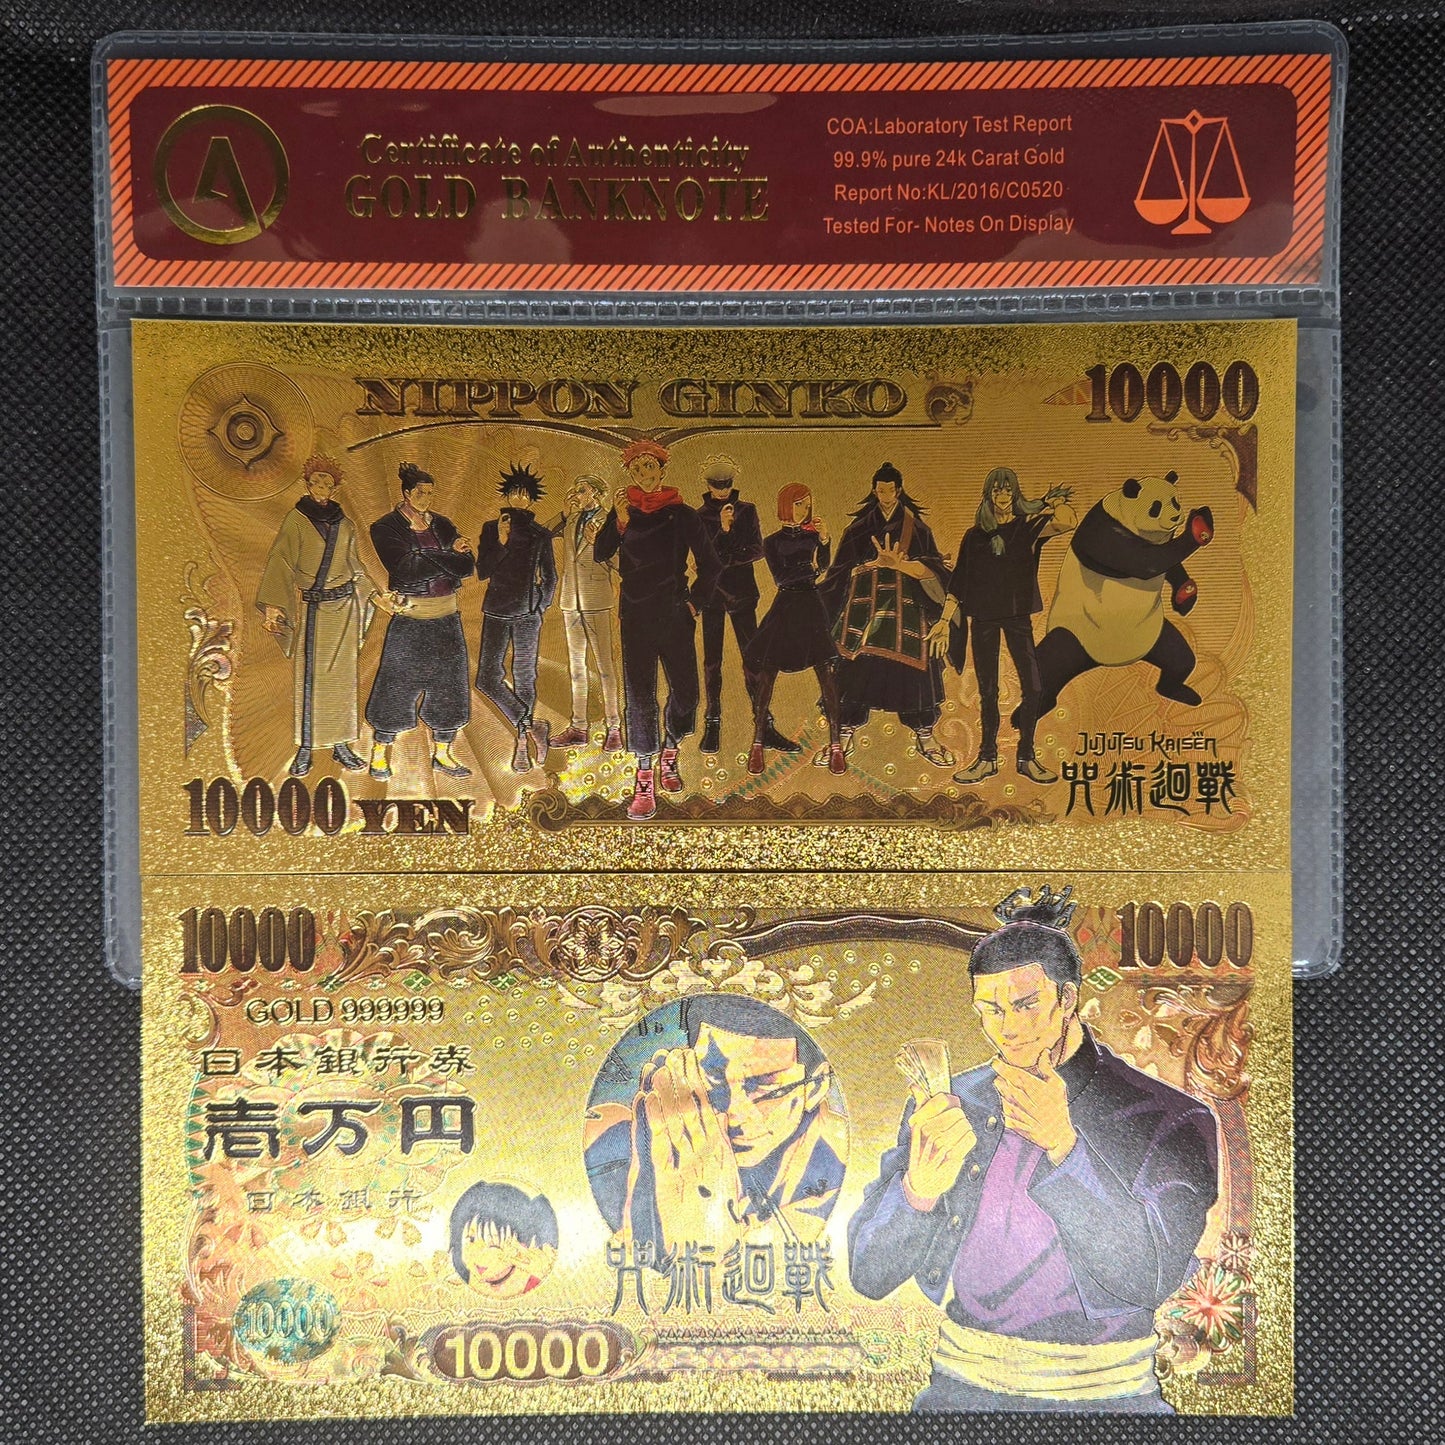 Certificate of Authenticity
GOLD BANKNOTE
COA:Laboratory Test Report
99.9% pure 24k Carat Gold
Report No:KL/2016/C0520
Tested For- Notes On Display
NIPPON GINKO
10000
JUJUTSU KAISEN
呪術廻戦
10000 YEN
10000
10000
GOLD 999999
日本銀行券
壱万円
日本銀行
呪術廻戦
10000
10000